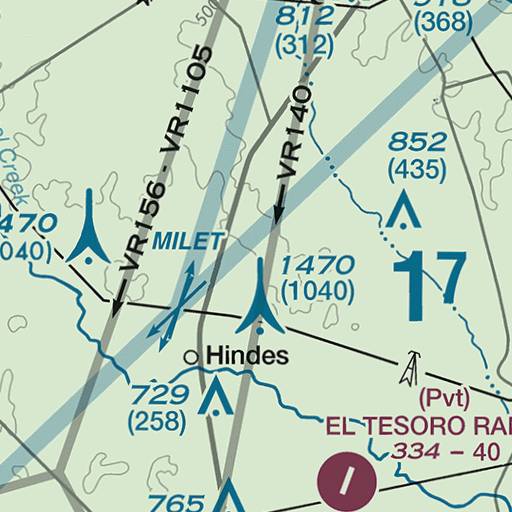 500
812
(312)
(368)
VR156 - VR1105
VR140
852
(435)
Creek
470
040)
MILET
1470
(1040)
17
Hindes
729
(258)
(Pvt)
EL TESORO RA
334 - 40
765